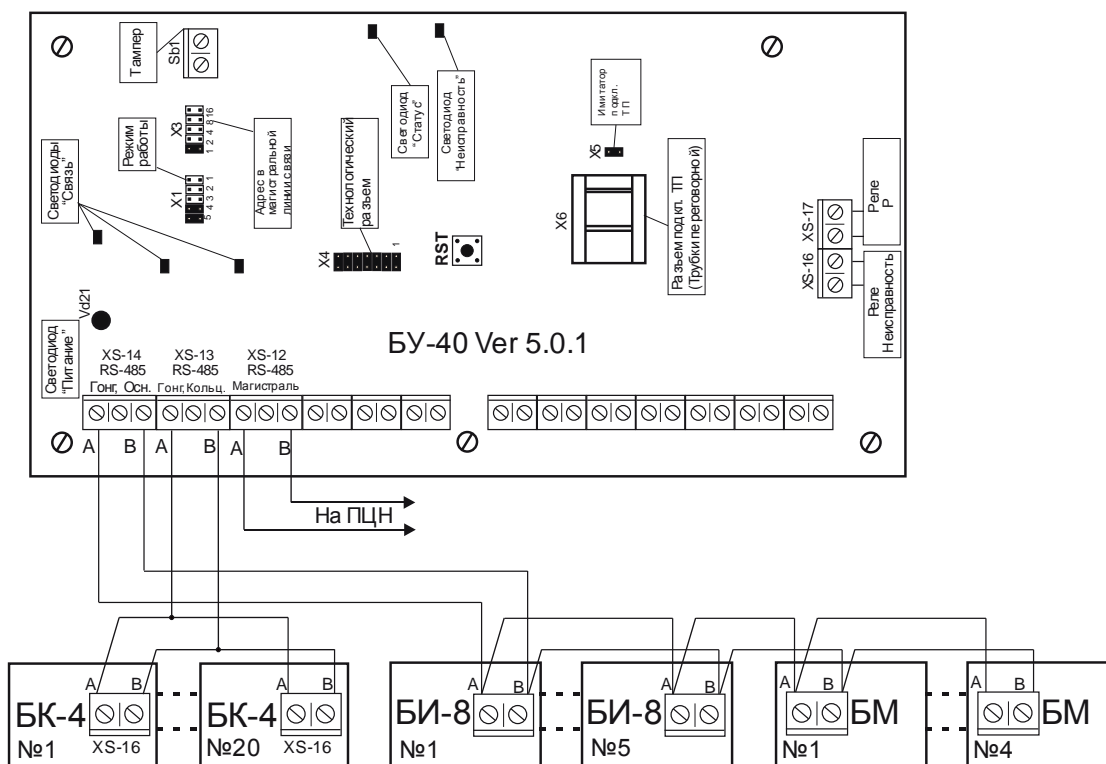 Тампер
Sb1
X3
1 2 4 8 16
Режим
работы
X1
5 4 3 2 1
Светодиоды
"Связь"
Адрес в
магистральной
линии связи
Технологический
разъем
X4
1
Светодиод
"Статус"
Светодиод
"Неисправность"
RST
Имитатор
подкл.
ТП
X5
X6
Разъем подкл. ТП
(Трубки переговорной)
XS-17
Реле
Р
XS-16
Реле
Неисправность
Vd21
Светодиод
"Питание"
БУ-40 Ver 5.0.1
XS-14 XS-13 XS-12
RS-485 RS-485 RS-485
Гонг, Осн. Гонг, Кольц. Магистраль
A B A B A B
На ПЦН
A B A B A B A B A B A B
БК-4 БК-4 БИ-8 БИ-8 БМ БМ
№1 XS-16 №20 XS-16 №1 №5 №1 №4